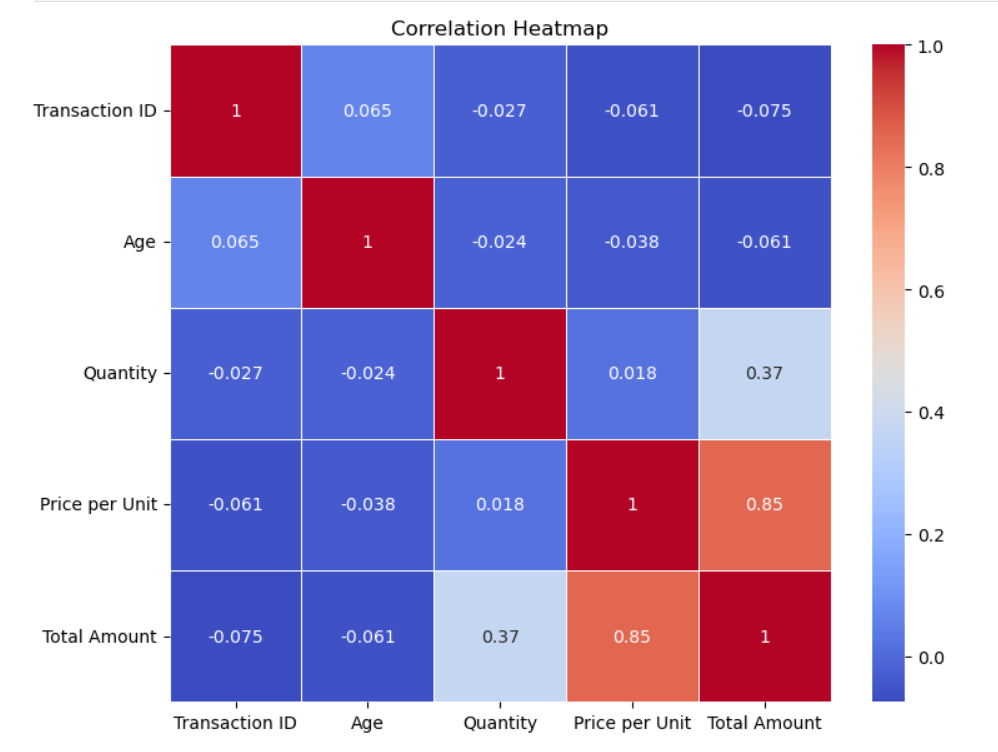 Correlation Heatmap
Transaction ID 1 0.065 -0.027 -0.061 -0.075
Age 0.065 1 -0.024 -0.038 -0.061
Quantity -0.027 -0.024 1 0.018 0.37
Price per Unit -0.061 -0.038 0.018 1 0.85
Total Amount -0.075 -0.061 0.37 0.85 1
Transaction ID Age Quantity Price per Unit Total Amount
1.0
0.8
0.6
0.4
0.2
0.0